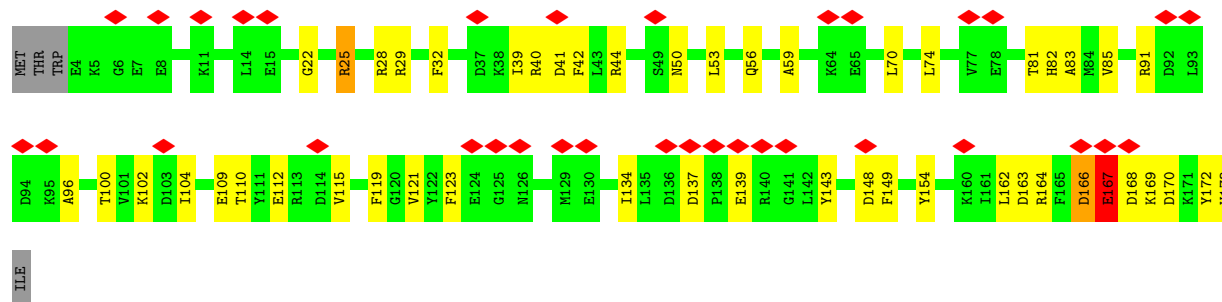 MET THR TRP E4 K5 G6 E7 E8 K11 L14 E15 G22 R25 R28 R29 F32 D37 K38 I39 R40 D41 F42 L43 R44 S49 N50 L53 Q56 A59 K64 E65 L70 L74 V77 E78 T81 H82 A83 M84 V85 R91 D92 L93
D94 K95 A96 T100 V101 K102 D103 I104 E109 T110 Y111 E112 R113 D114 V115 F119 G120 V121 Y122 F123 E124 G125 N126 M129 E130 I134 L135 D136 D137 P138 E139 R140 G141 L142 Y143 D148 F149 Y154 K160 I161 L162 D163 R164 F165 D166 E167 D168 K169 D170 K171 Y172
ILE